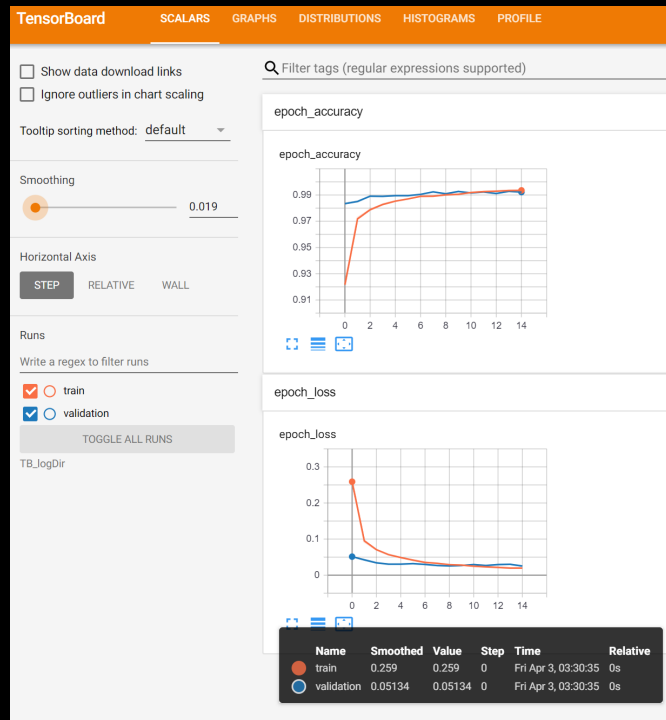 TensorBoard SCALARS GRAPHS DISTRIBUTIONS HISTOGRAMS PROFILE
Show data download links
Ignore outliers in chart scaling
Tooltip sorting method: default
Smoothing
0.019
Horizontal Axis
STEP RELATIVE WALL
Runs
Write a regex to filter runs
train
validation
TOGGLE ALL RUNS
TB_logDir
Filter tags (regular expressions supported)
epoch_accuracy
epoch_accuracy
0.99
0.97
0.95
0.93
0.91
0 2 4 6 8 10 12 14
epoch_loss
epoch_loss
0.3
0.2
0.1
0
0 2 4 6 8 10 12 14
Name Smoothed Value Step Time Relative
train 0.259 0.259 0 Fri Apr 3, 03:30:35 0s
validation 0.05134 0.05134 0 Fri Apr 3, 03:30:35 0s